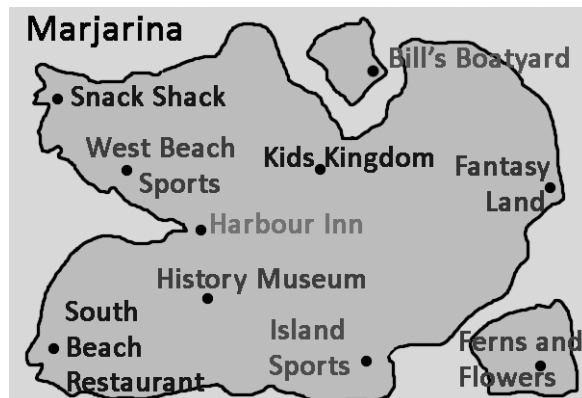 Marjarina
Bill's Boatyard
Snack Shack
West Beach
Sports
Kids Kingdom
Fantasy
Land
Harbour Inn
History Museum
South
Beach
Restaurant
Island
Sports
Ferns and
Flowers